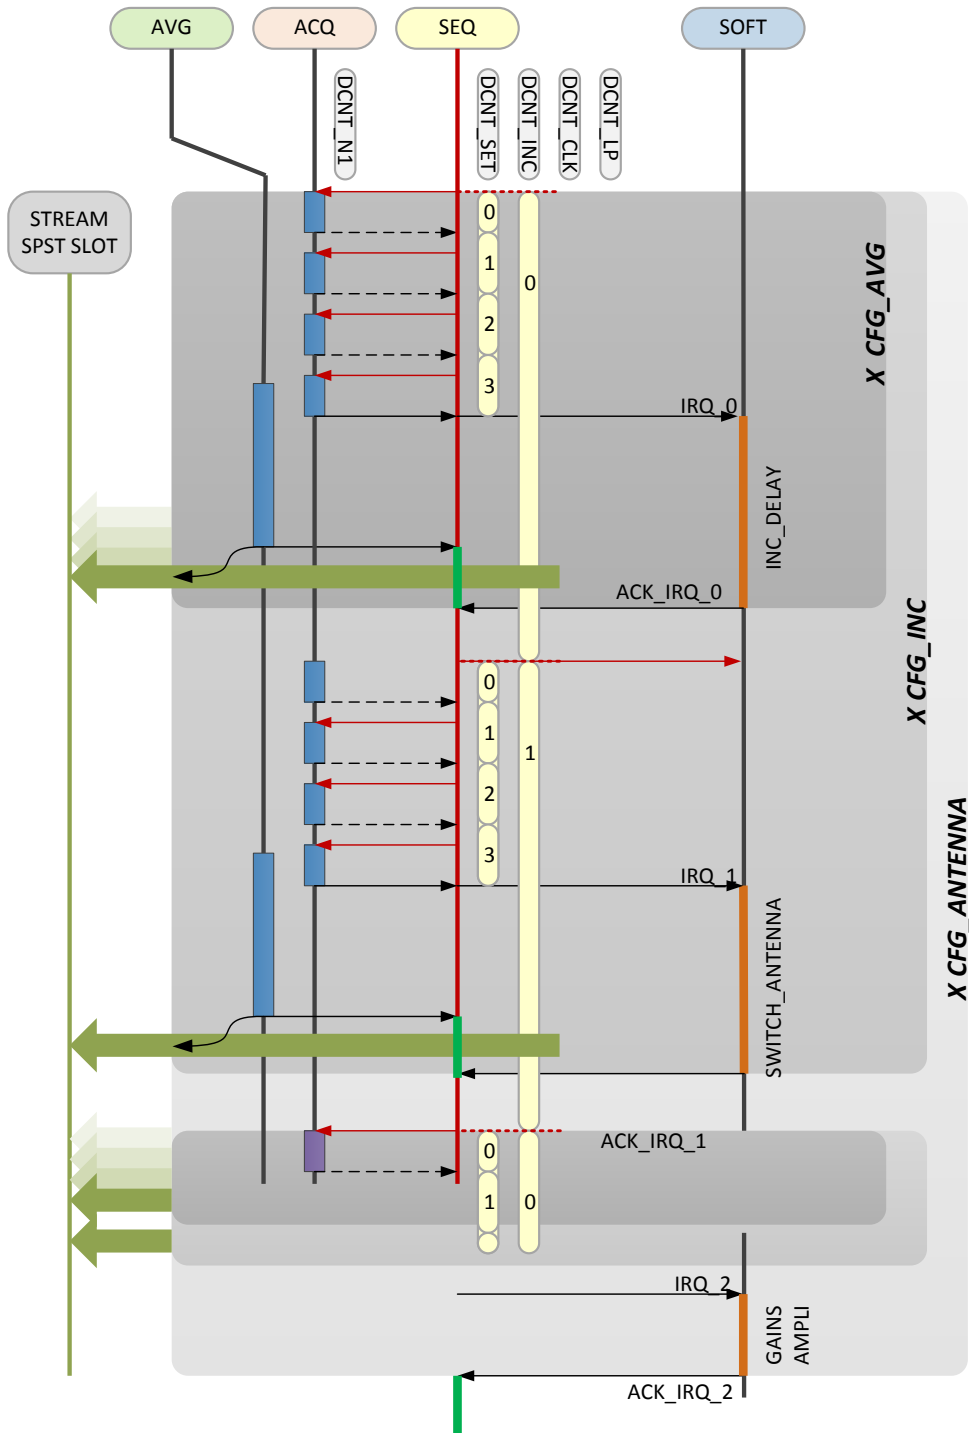 AVG
ACQ
SEQ
SOFT
DCNT_N1
DCNT_SET
DCNT_INC
DCNT_CLK
DCNT_LP
STREAM
SPST SLOT
0
1
0
2
3
X CFG_AVG
IRQ_0
INC_DELAY
ACK_IRQ_0
X CFG_INC
0
1
1
2
3
X CFG_ANTENNA
IRQ_1
SWITCH_ANTENNA
ACK_IRQ_1
0
1
0
IRQ_2
GAINS
AMPLI
ACK_IRQ_2